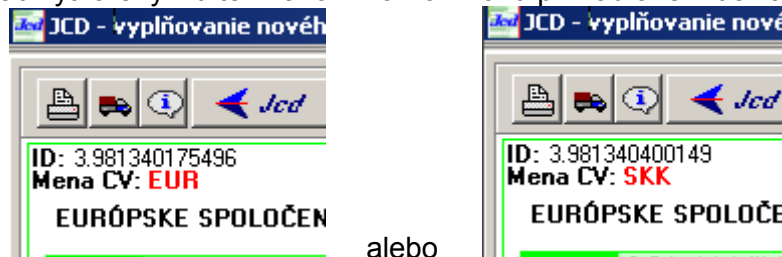 JCD - vyplňovanie novéh
Jcd
ID: 3.981340175496
Mena CV: EUR
EURÓPSKE SPOLOČEN
alebo
JCD - vyplňovanie nové
Jcd
ID: 3.981340400149
Mena CV: SKK
EURÓPSKE SPOLOČE